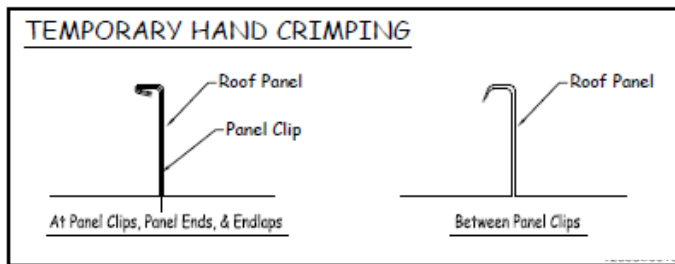 TEMPORARY HAND CRIMPING
Roof Panel
Panel Clip
At Panel Clips, Panel Ends, & Endlaps
Roof Panel
Between Panel Clips